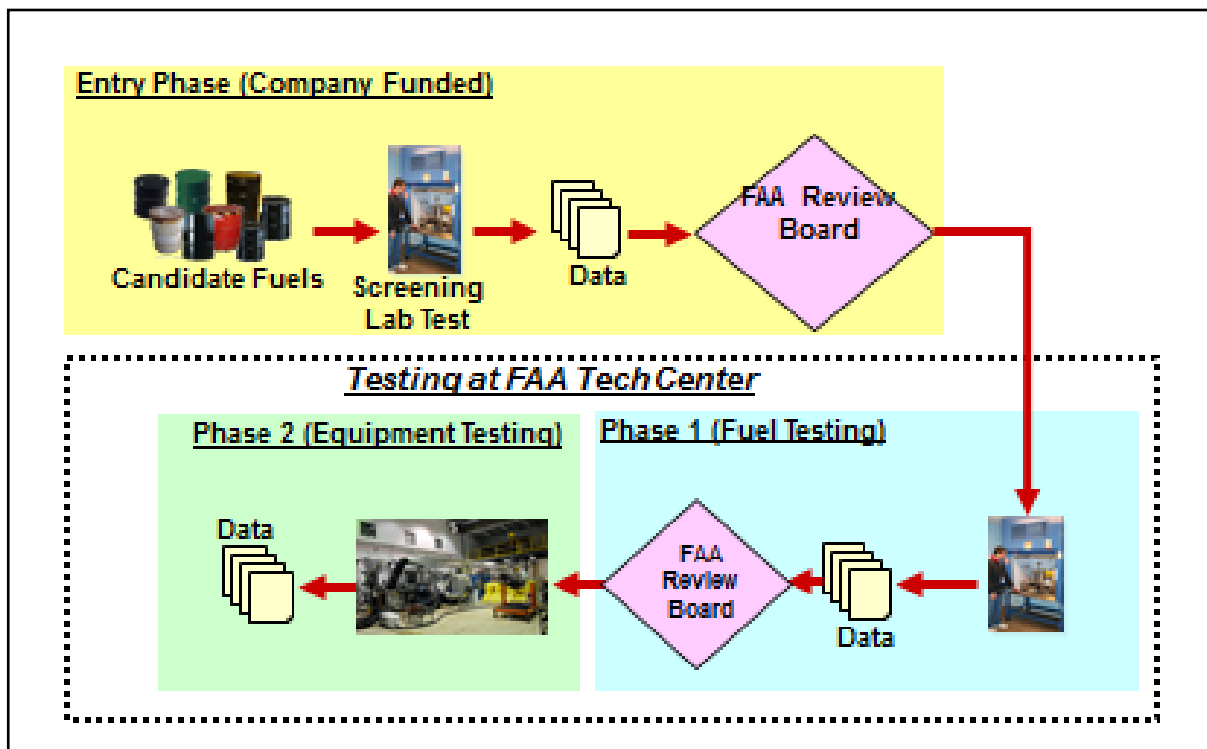 Entry Phase (Company Funded)
Candidate Fuels
Screening
Lab Test
Data
FAA Review
Board
Testing at FAA Tech Center
Phase 2 (Equipment Testing)
Phase 1 (Fuel Testing)
Data
FAA
Review
Board
Data